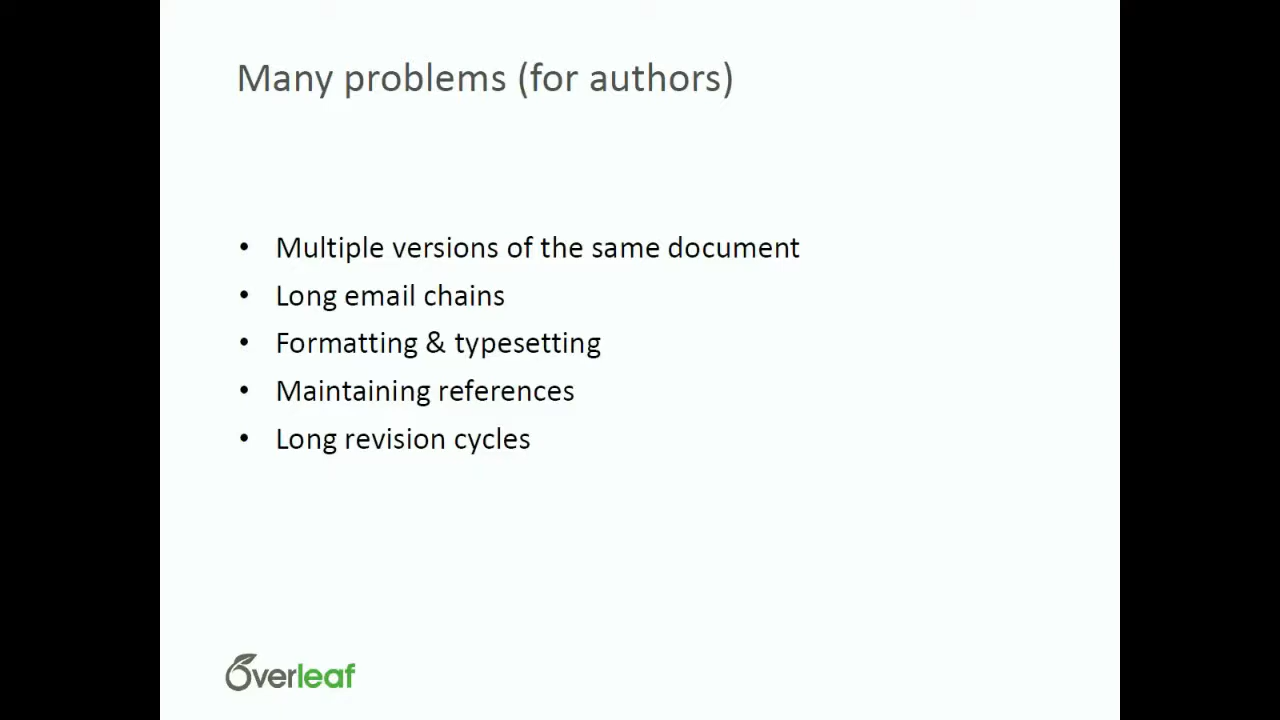 Many problems (for authors)
• Multiple versions of the same document
• Long email chains
• Formatting & typesetting
• Maintaining references
• Long revision cycles
Overleaf